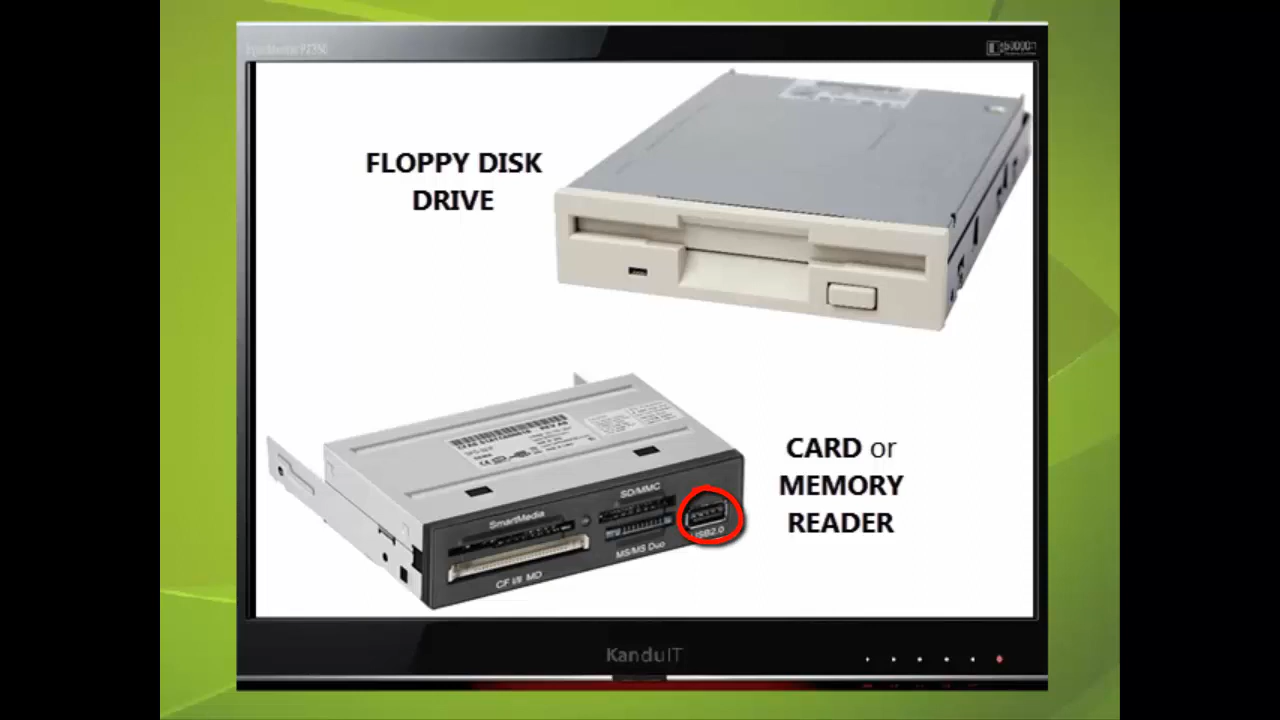 FLOPPY DISK
DRIVE
SD/MMC
SmartMedia
USB2.0
MS/MS Duo
CF I/II MD
CARD or
MEMORY
READER
KanduIT